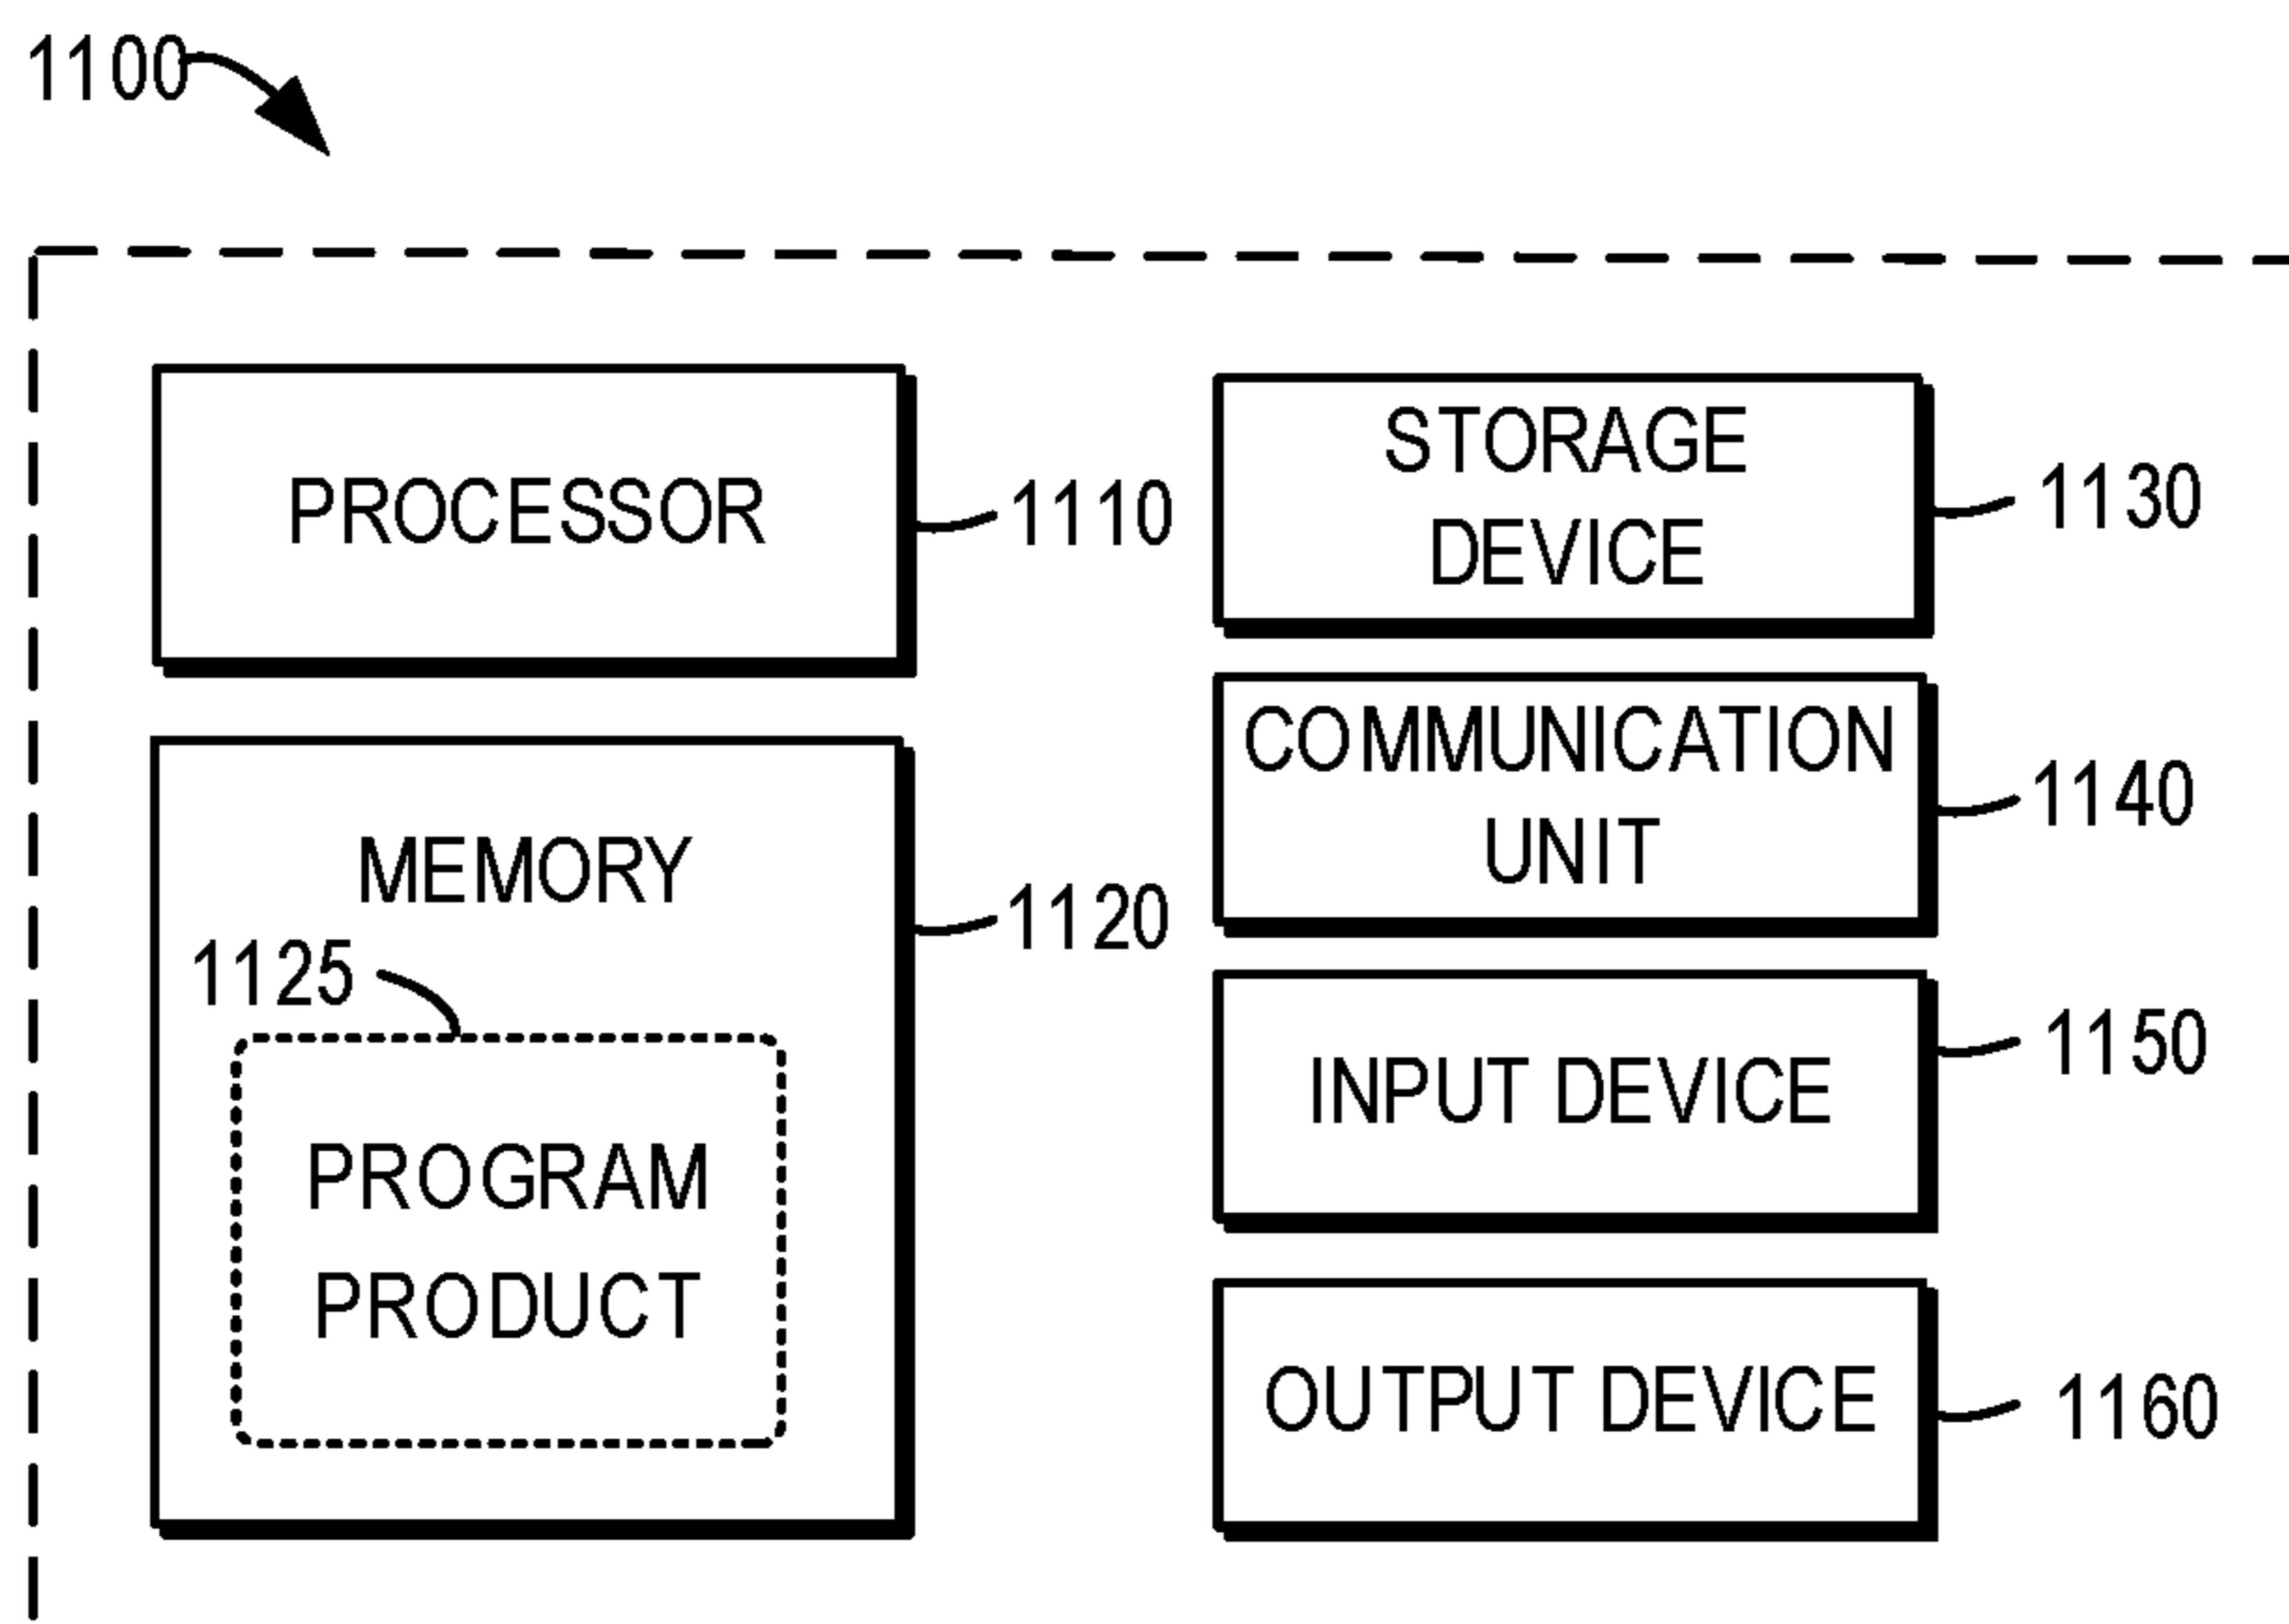 1100
PROCESSOR
1110
MEMORY
1120
1125
PROGRAM
PRODUCT
STORAGE
DEVICE
1130
COMMUNICATION
UNIT
1140
INPUT DEVICE
1150
OUTPUT DEVICE
1160